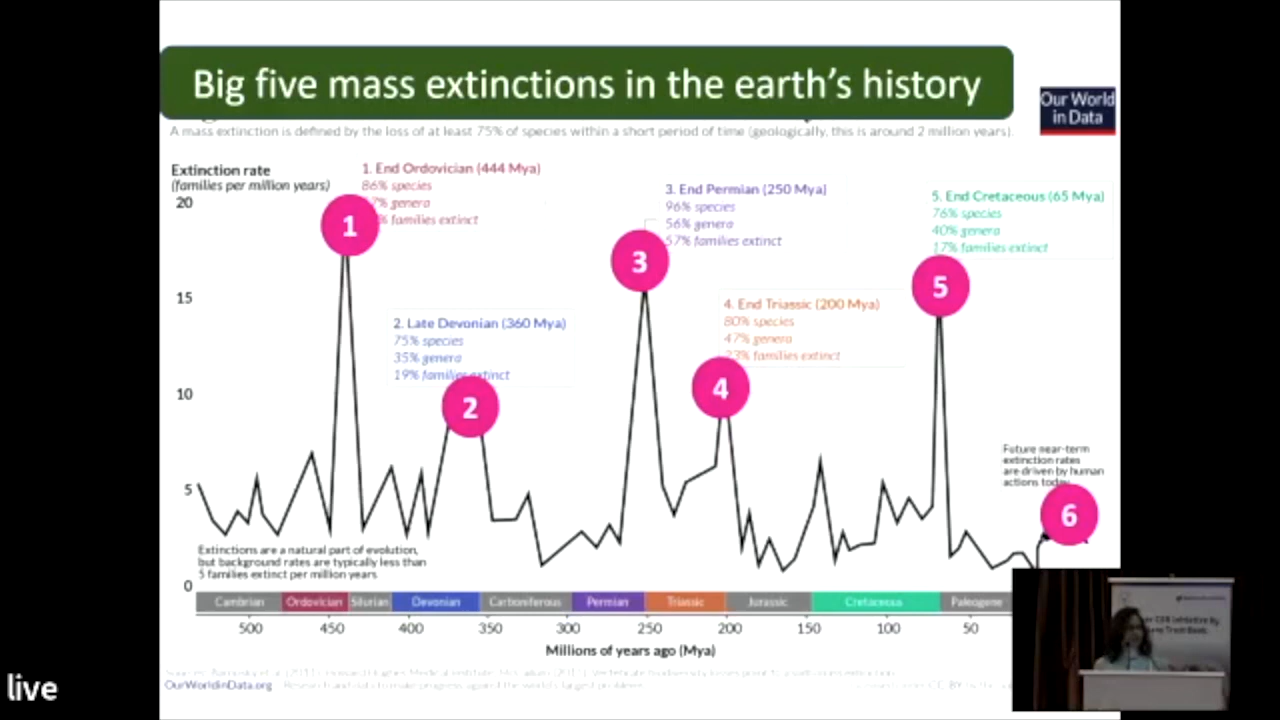 Big five mass extinctions in the earth's history
Our World
in Data
A mass extinction is defined by the loss of at least 75% of species within a short period of time (geologically, this is around 2 million years).
Extinction rate
(families per million years)
20
15
10
5
0
1. End Ordovician (444 Mya)
86% species
7% genera
% families extinct
1
2. Late Devonian (360 Mya)
75% species
35% genera
19% families extinct
2
3. End Permian (250 Mya)
96% species
56% genera
57% families extinct
3
4. End Triassic (200 Mya)
80% species
47% genera
23% families extinct
4
5. End Cretaceous (65 Mya)
76% species
40% genera
17% families extinct
5
Future near-term
extinction rates
are driven by human
actions today.
6
Extinctions are a natural part of evolution,
but background rates are typically less than
5 families extinct per million years
Cambrian Ordovician Silurian Devonian Carboniferous Permian Triassic Jurassic Cretaceous Paleogene
500 450 400 350 300 250 200 150 100 50
Millions of years ago (Mya)
OurWorldinData.org
live